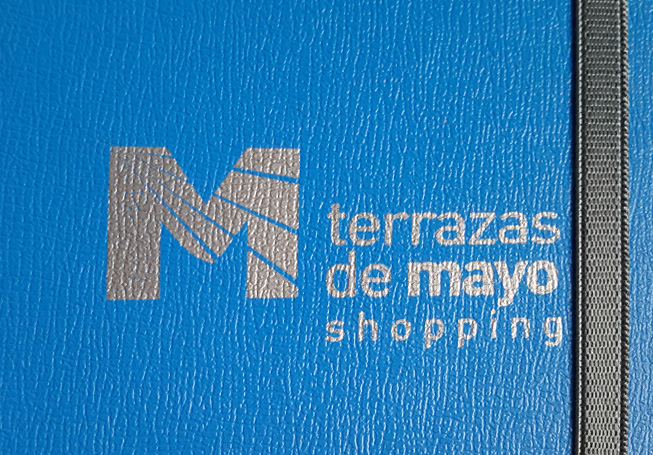 M
terrazas
de mayo
shopping